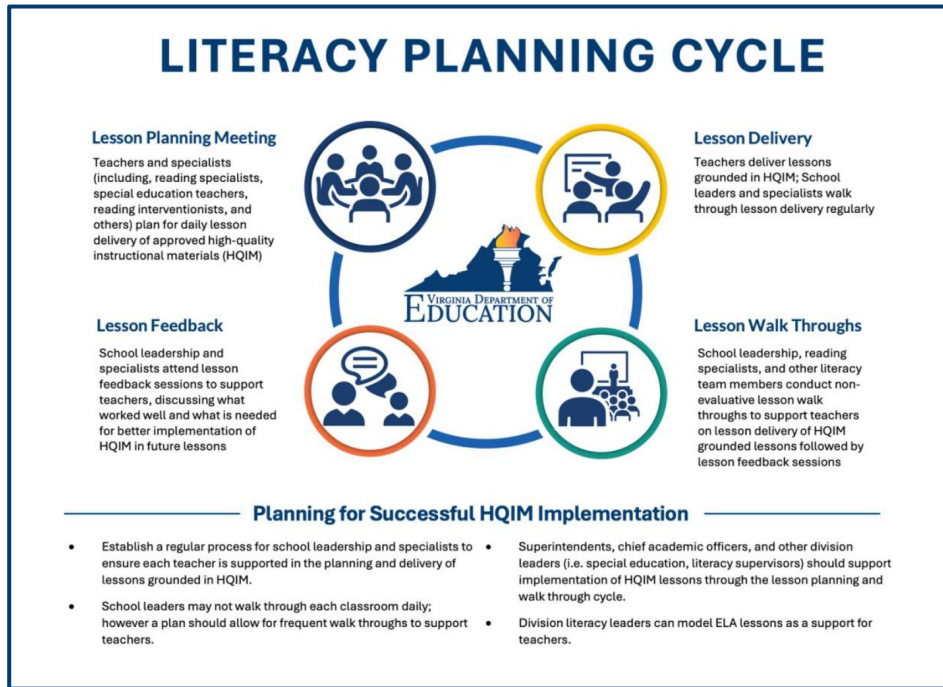 LITERACY PLANNING CYCLE
Lesson Planning Meeting
Teachers and specialists
(including, reading specialists,
special education teachers,
reading interventionists, and
others) plan for daily lesson
delivery of approved high-quality
instructional materials (HQIM)
Lesson Delivery
Teachers deliver lessons
grounded in HQIM; School
leaders and specialists walk
through lesson delivery regularly
VIRGINIA DEPARTMENT OF
EDUCATION
Lesson Feedback
School leadership and
specialists attend lesson
feedback sessions to support
teachers, discussing what
worked well and what is needed
for better implementation of
HQIM in future lessons
Lesson Walk Throughs
School leadership, reading
specialists, and other literacy
team members conduct non-
evaluative lesson walk
throughs to support teachers
on lesson delivery of HQIM
grounded lessons followed by
lesson feedback sessions
Planning for Successful HQIM Implementation
• Establish a regular process for school leadership and specialists to
ensure each teacher is supported in the planning and delivery of
lessons grounded in HQIM.
• School leaders may not walk through each classroom daily;
however a plan should allow for frequent walk throughs to support
teachers.
• Superintendents, chief academic officers, and other division
leaders (i.e. special education, literacy supervisors) should support
implementation of HQIM lessons through the lesson planning and
walk through cycle.
• Division literacy leaders can model ELA lessons as a support for
teachers.